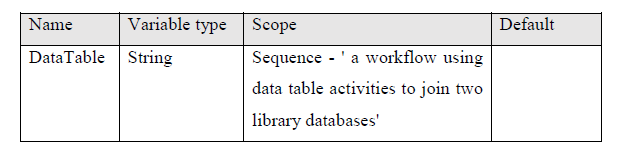 Name Variable type Scope Default
DataTable String Sequence - ' a workflow using
data table activities to join two
library databases'